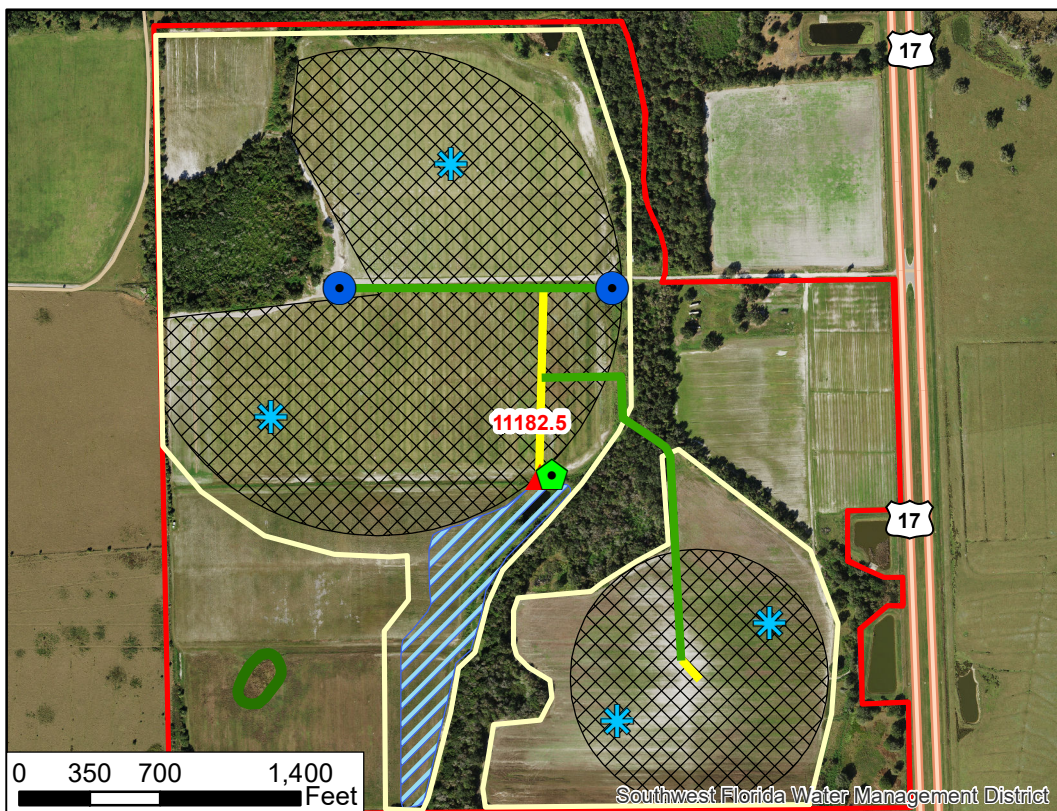 17
11182.5
17
0 350 700 1,400
Feet
Southwest Florida Water Management District